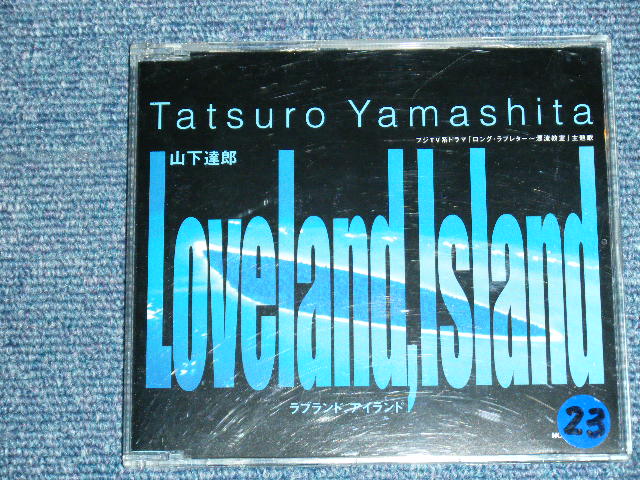 Tatsuro Yamashita
フジTV系ドラマ「ロング・ラブレター～漂流教室」主題歌
山下達郎
Loveland, Island
ラブランド アイランド
23